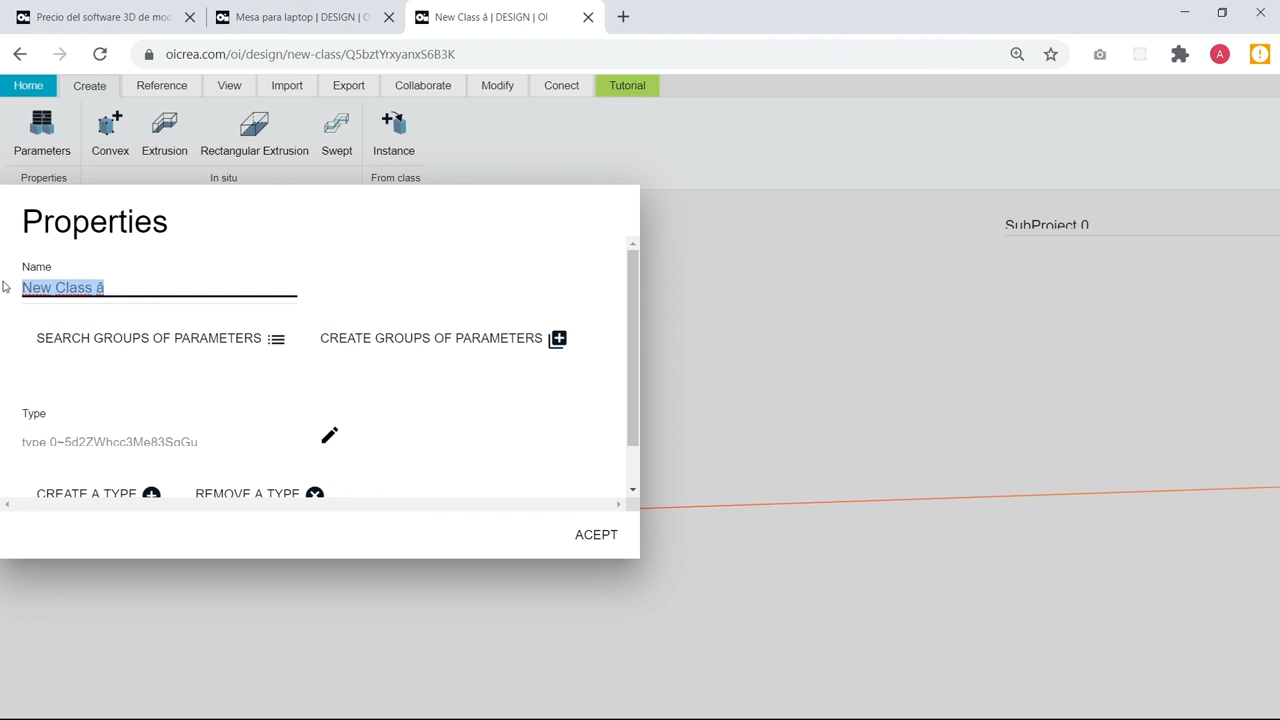 Precio del software 3D de mod
Mesa para laptop | DESIGN | O
New Class â | DESIGN | OI
oicrea.com/oi/design/new-class/Q5bztYrxyanxS6B3K
A
Home
Create
Reference
View
Import
Export
Collaborate
Modify
Conect
Tutorial
Parameters
Convex
Extrusion
Rectangular Extrusion
Swept
Instance
Properties
In situ
From class
Properties
SubProject 0
Name
New Class â
SEARCH GROUPS OF PARAMETERS
CREATE GROUPS OF PARAMETERS
Type
type 0~5d2ZWhcc3Me83SqGu
CREATE A TYPE
REMOVE A TYPE
ACEPT